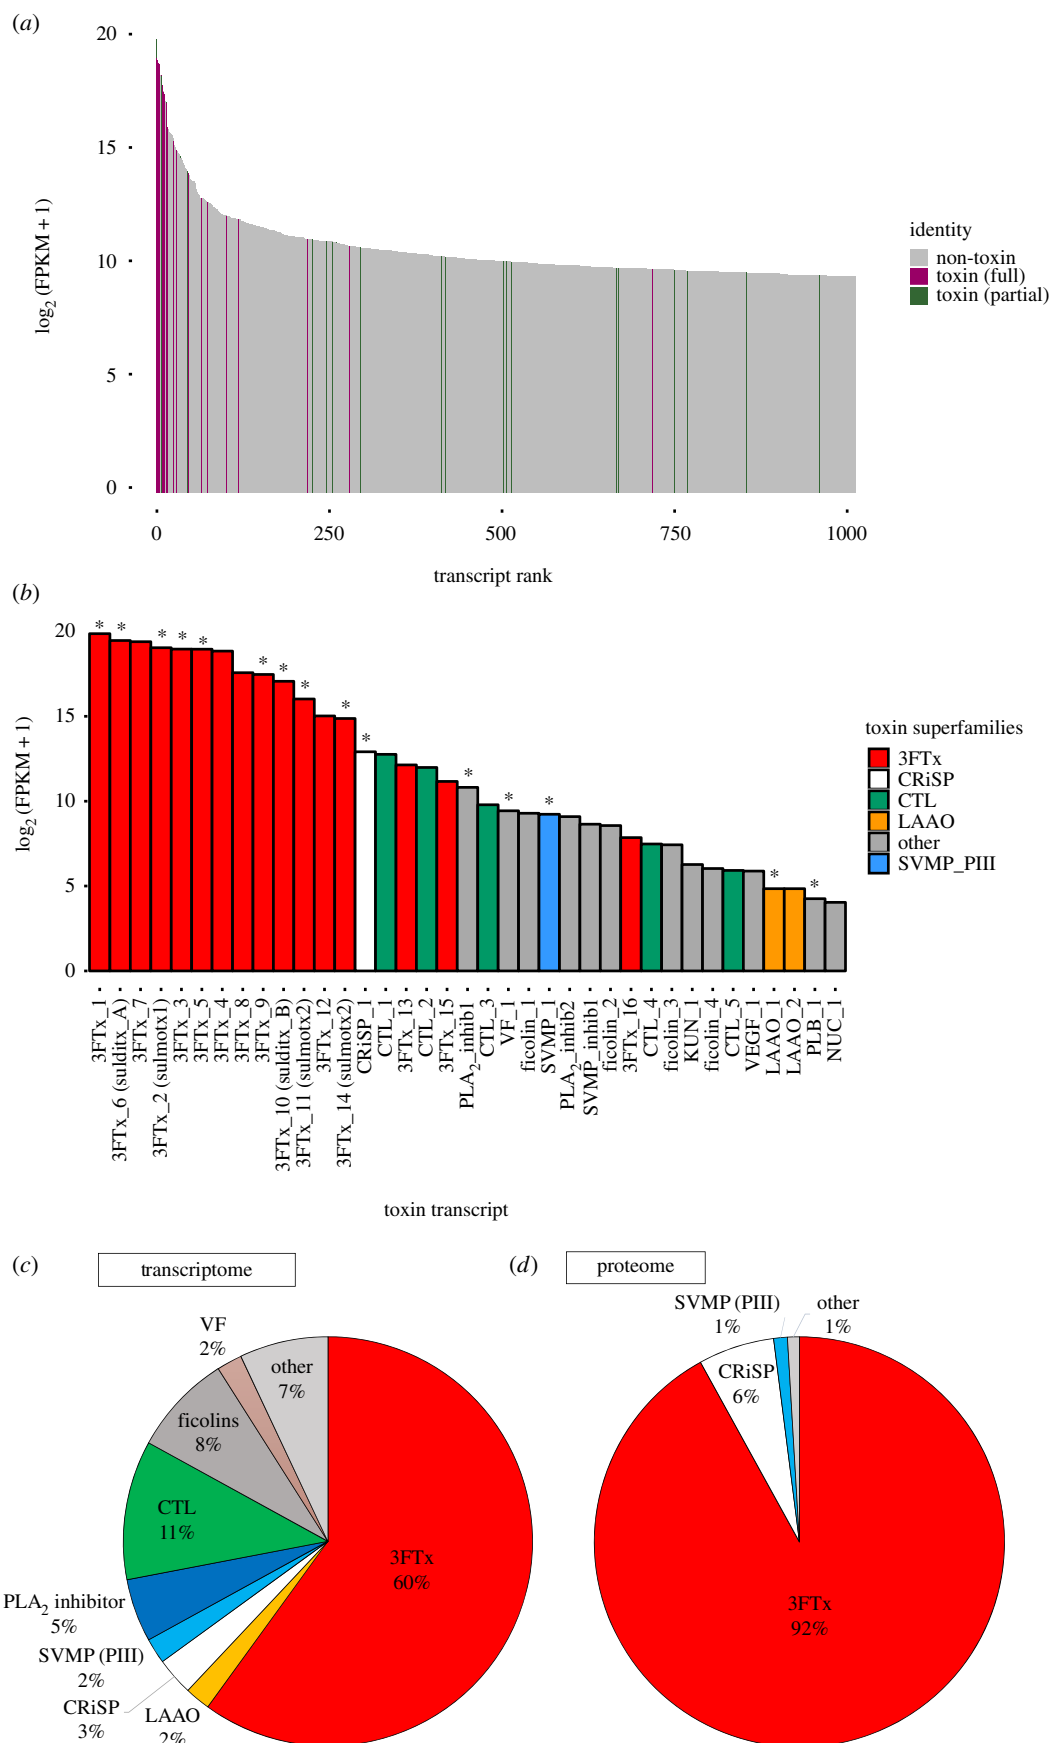 (a)
20
15
10
5
0
log2 (FPKM + 1)
0 250 500 750 1000
transcript rank
identity
non-toxin
toxin (full)
toxin (partial)
(b)
20
15
10
5
0
log2 (FPKM + 1)
* * * * * * * * * * * * * * *
3FTx_1
3FTx_6 (sulditx_A)
3FTx_7
3FTx_2 (sulmotx1)
3FTx_3
3FTx_5
3FTx_4
3FTx_8
3FTx_9
3FTx_10 (sulditx_B)
3FTx_11 (sulmotx2)
3FTx_12
3FTx_14 (sulmotx2)
CRiSP_1
CTL_1
3FTx_13
CTL_2
3FTx_15
PLA2_inhib1
CTL_3
VF_1
ficolin_1
SVMP_1
PLA2_inhib2
SVMP_inhib1
ficolin_2
3FTx_16
CTL_4
ficolin_3
KUN_1
ficolin_4
CTL_5
VEGF_1
LAAO_1
LAAO_2
PLB_1
NUC_1
toxin transcript
toxin superfamilies
3FTx
CRiSP
CTL
LAAO
other
SVMP_PIII
(c)
transcriptome
VF
2%
other
7%
ficolins
8%
CTL
11%
3FTx
60%
PLA2 inhibitor
5%
SVMP (PIII)
2%
CRiSP
3%
LAAO
2%
(d)
proteome
SVMP (PIII)
1%
other
1%
CRiSP
6%
3FTx
92%